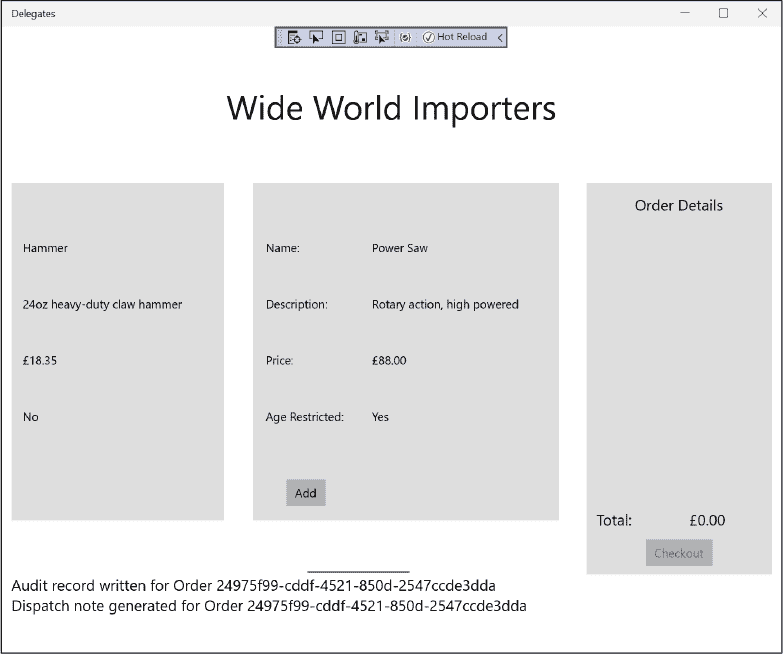 Delegates
Hot Reload
Wide World Importers
Hammer
24oz heavy-duty claw hammer
£18.35
No
Name: Power Saw
Description: Rotary action, high powered
Price: £88.00
Age Restricted: Yes
Add
Order Details
Total: £0.00
Checkout
Audit record written for Order 24975f99-cddf-4521-850d-2547ccde3dda
Dispatch note generated for Order 24975f99-cddf-4521-850d-2547ccde3dda